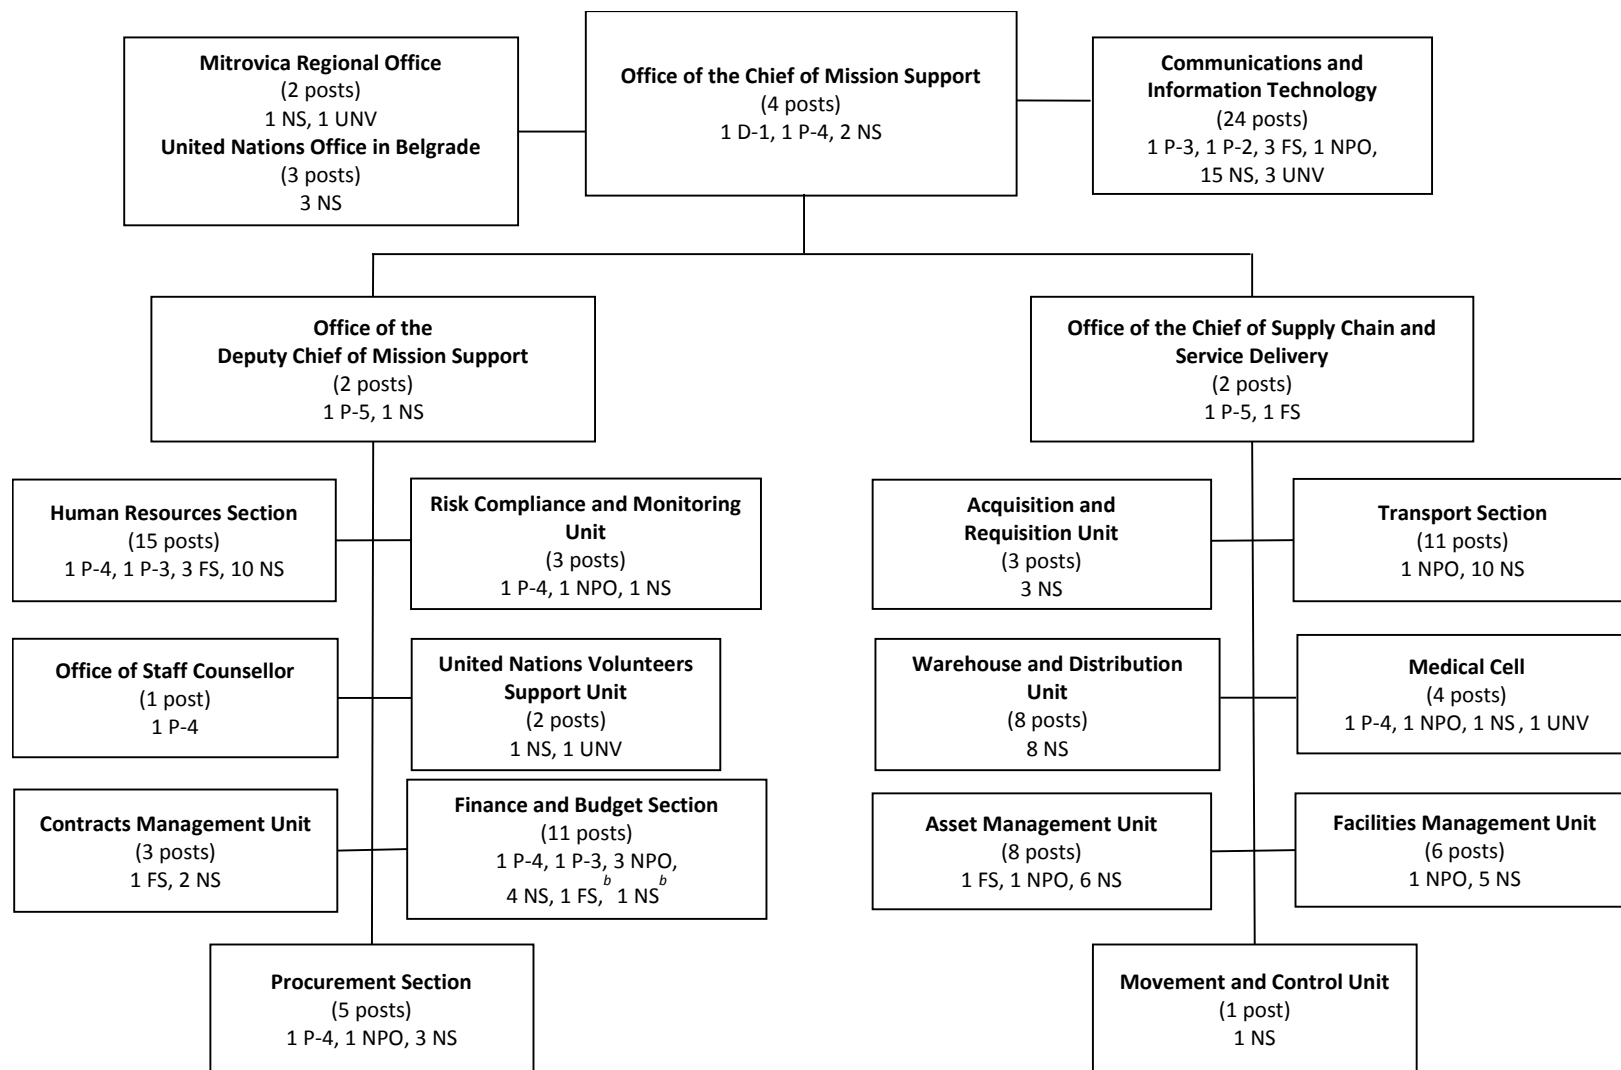 Mitrovica Regional Office
(2 posts)
1 NS, 1 UNV
United Nations Office in Belgrade
(3 posts)
3 NS
Office of the Chief of Mission Support
(4 posts)
1 D-1, 1 P-4, 2 NS
Communications and
Information Technology
(24 posts)
1 P-3, 1 P-2, 3 FS, 1 NPO,
15 NS, 3 UNV
Office of the
Deputy Chief of Mission Support
(2 posts)
1 P-5, 1 NS
Office of the Chief of Supply Chain and
Service Delivery
(2 posts)
1 P-5, 1 FS
Human Resources Section
(15 posts)
1 P-4, 1 P-3, 3 FS, 10 NS
Risk Compliance and Monitoring
Unit
(3 posts)
1 P-4, 1 NPO, 1 NS
Acquisition and
Requisition Unit
(3 posts)
3 NS
Transport Section
(11 posts)
1 NPO, 10 NS
Office of Staff Counsellor
(1 post)
1 P-4
United Nations Volunteers
Support Unit
(2 posts)
1 NS, 1 UNV
Warehouse and Distribution
Unit
(8 posts)
8 NS
Medical Cell
(4 posts)
1 P-4, 1 NPO, 1 NS, 1 UNV
Contracts Management Unit
(3 posts)
1 FS, 2 NS
Finance and Budget Section
(11 posts)
1 P-4, 1 P-3, 3 NPO,
4 NS, 1 FS,b 1 NSb
Asset Management Unit
(8 posts)
1 FS, 1 NPO, 6 NS
Facilities Management Unit
(6 posts)
1 NPO, 5 NS
Procurement Section
(5 posts)
1 P-4, 1 NPO, 3 NS
Movement and Control Unit
(1 post)
1 NS